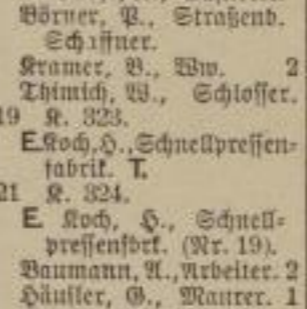 Börner, P., Straßenb.
Schaffner.
Kramer, B., Ww. 2
Thimich, W., Schlosser.
19 K. 323.
E. Koch, H., Schnellpressen-
fabrik. T.
21 K. 324.
E. Koch, H., Schnell-
pressenfbrk. (Nr. 19).
Baumann, A., Arbeiter. 2
Häusler, G., Maurer. 1